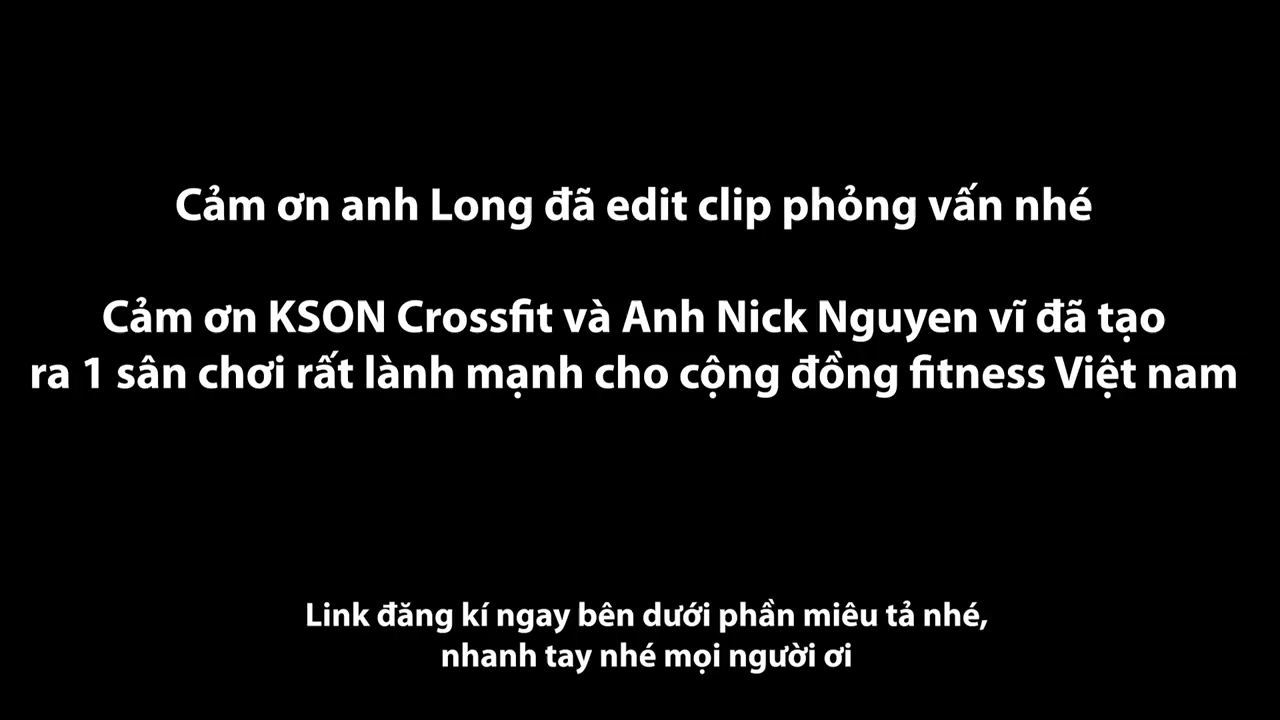 Cảm ơn anh Long đã edit clip phỏng vấn nhé
Cảm ơn KSON Crossfit và Anh Nick Nguyen vĩ đã tạo
ra 1 sân chơi rất lành mạnh cho cộng đồng fitness Việt nam
Link đăng kí ngay bên dưới phần miêu tả nhé,
nhanh tay nhé mọi người ơi